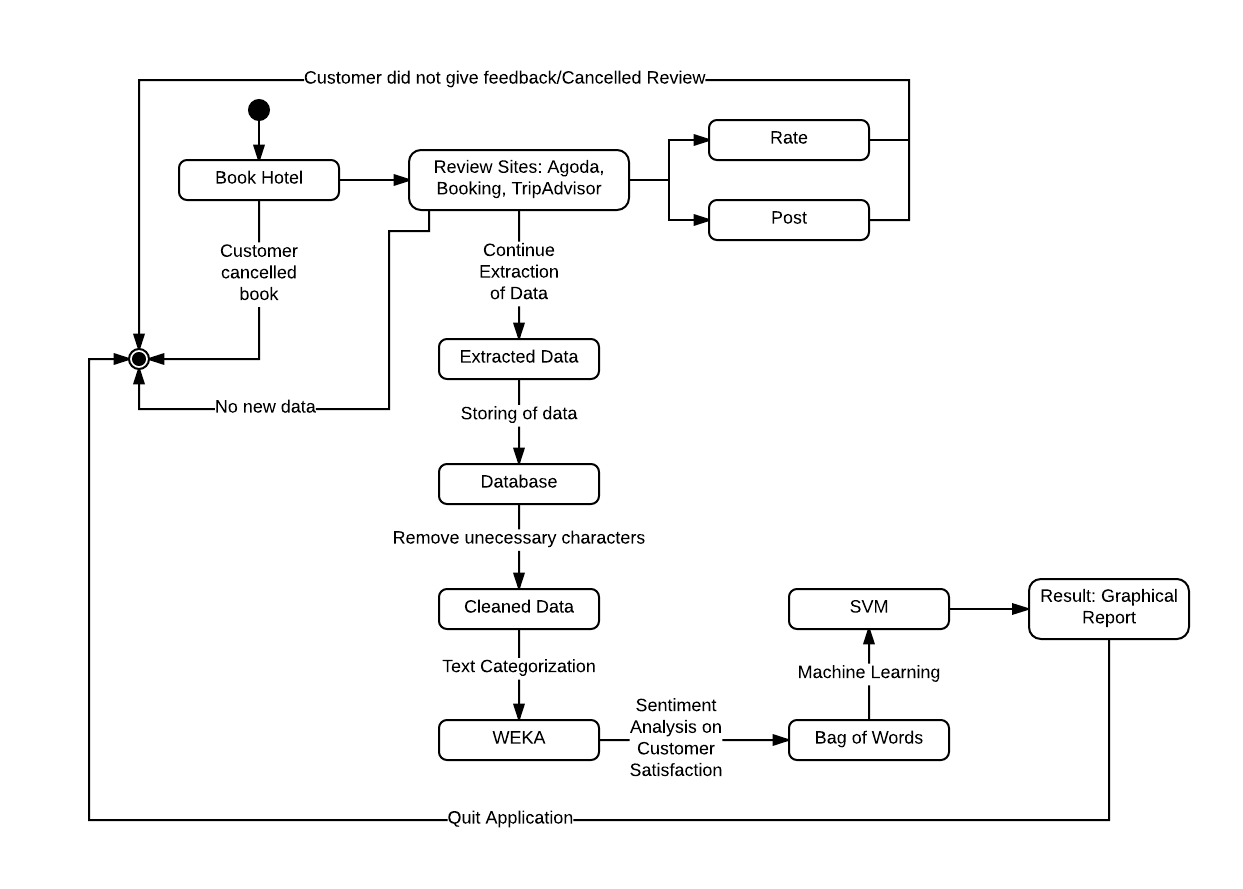 Customer did not give feedback/Cancelled Review
Book Hotel
Review Sites: Agoda,
Booking, TripAdvisor
Rate
Post
Customer
cancelled
book
Continue
Extraction
of Data
Extracted Data
No new data
Storing of data
Database
Remove unecessary characters
Cleaned Data
SVM
Result: Graphical
Report
Text Categorization
Machine Learning
WEKA
Sentiment
Analysis on
Customer
Satisfaction
Bag of Words
Quit Application